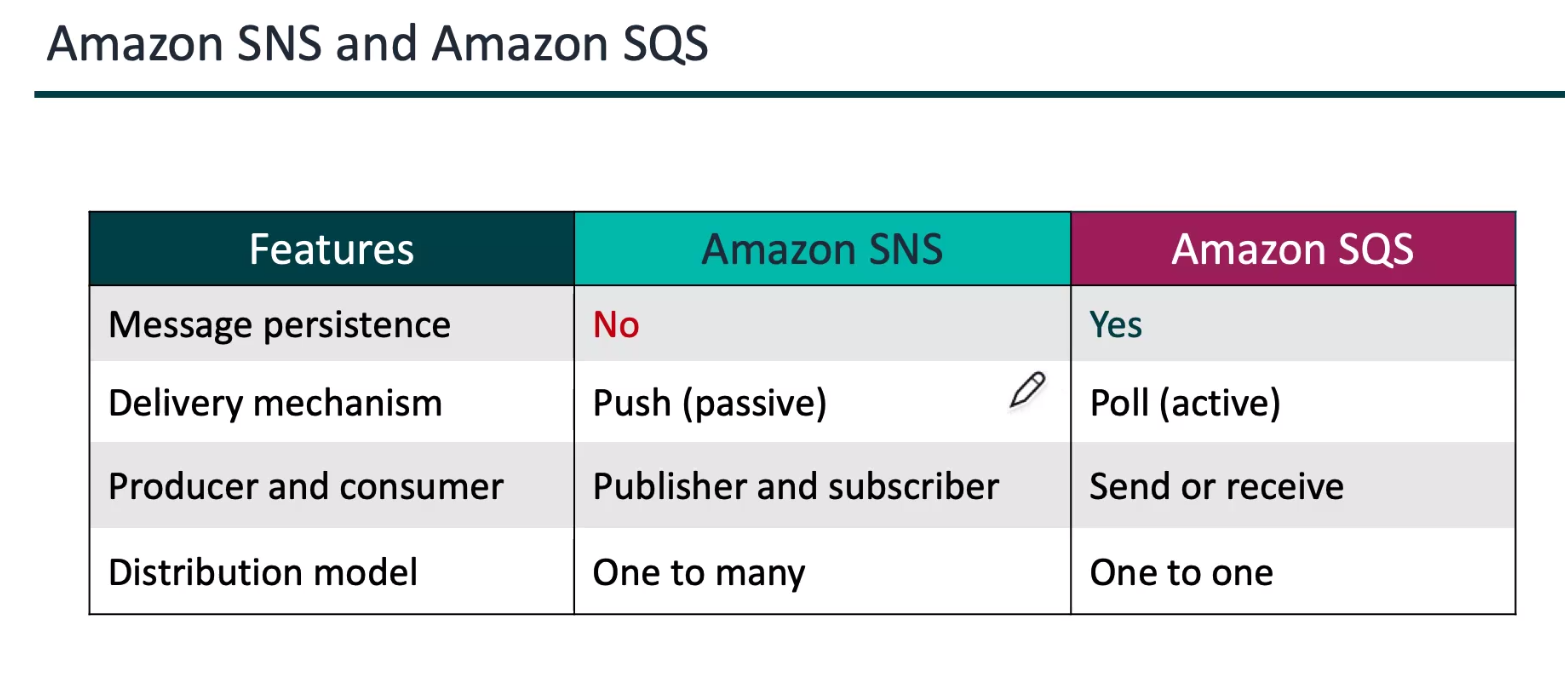 Amazon SNS and Amazon SQS
Features Amazon SNS Amazon SQS
Message persistence No Yes
Delivery mechanism Push (passive) Poll (active)
Producer and consumer Publisher and subscriber Send or receive
Distribution model One to many One to one